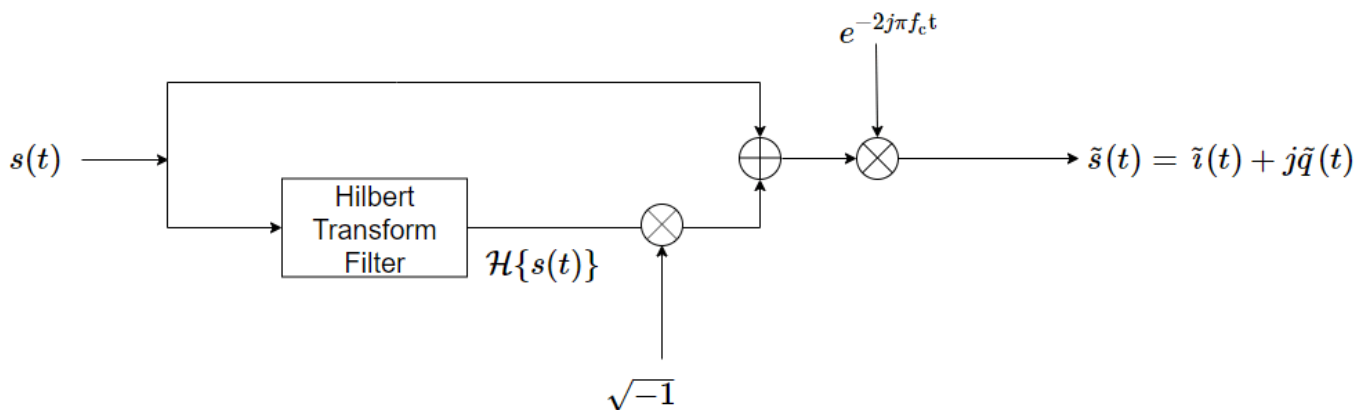 e^{-2jπf_c t}
s(t)
s̃(t) = ĩ(t) + jq̃(t)
Hilbert
Transform
Filter
ℋ{s(t)}
√-1